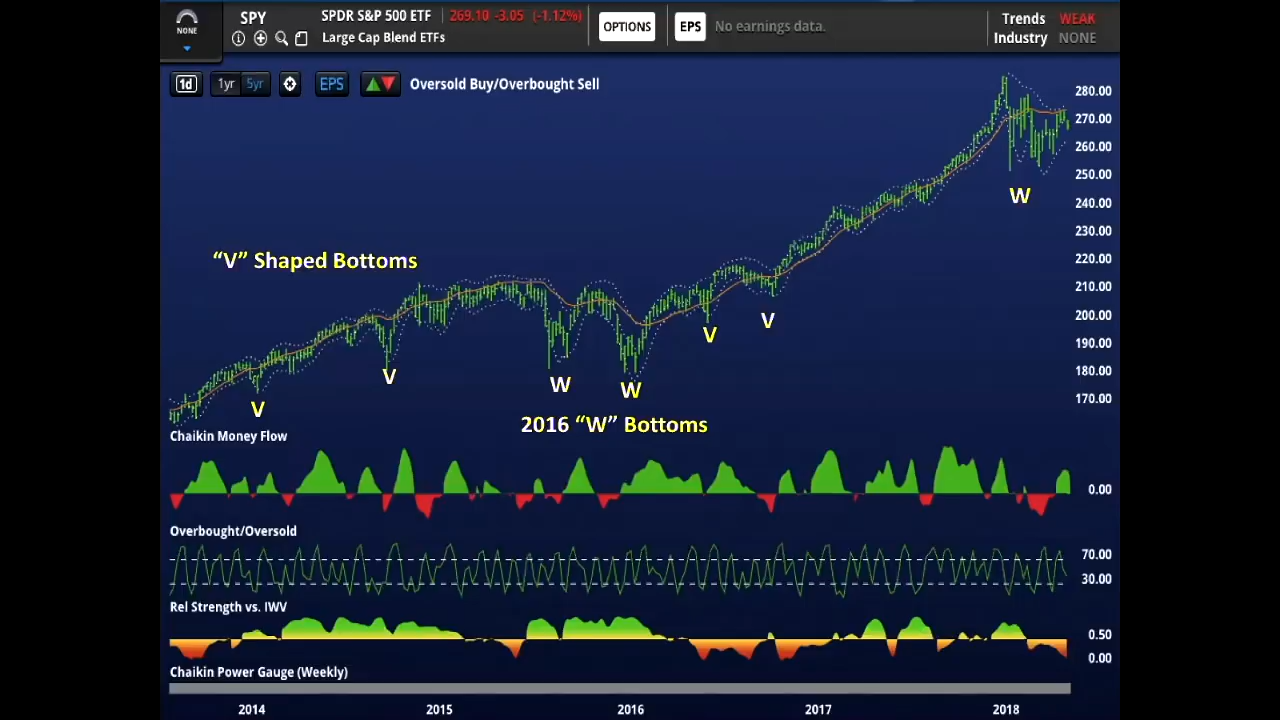 NONE
SPY
SPDR S&P 500 ETF 269.10 -3.05 (-1.12%)
Large Cap Blend ETFs
OPTIONS
EPS
No earnings data.
Trends WEAK
Industry NONE
1d 1yr 5yr EPS Oversold Buy/Overbought Sell
280.00
270.00
260.00
250.00
240.00
230.00
220.00
210.00
200.00
190.00
180.00
170.00
W
“V” Shaped Bottoms
V
V
V
V
W
W
2016 “W” Bottoms
Chaikin Money Flow
0.00
Overbought/Oversold
70.00
30.00
Rel Strength vs. IWV
0.50
0.00
Chaikin Power Gauge (Weekly)
2014 2015 2016 2017 2018